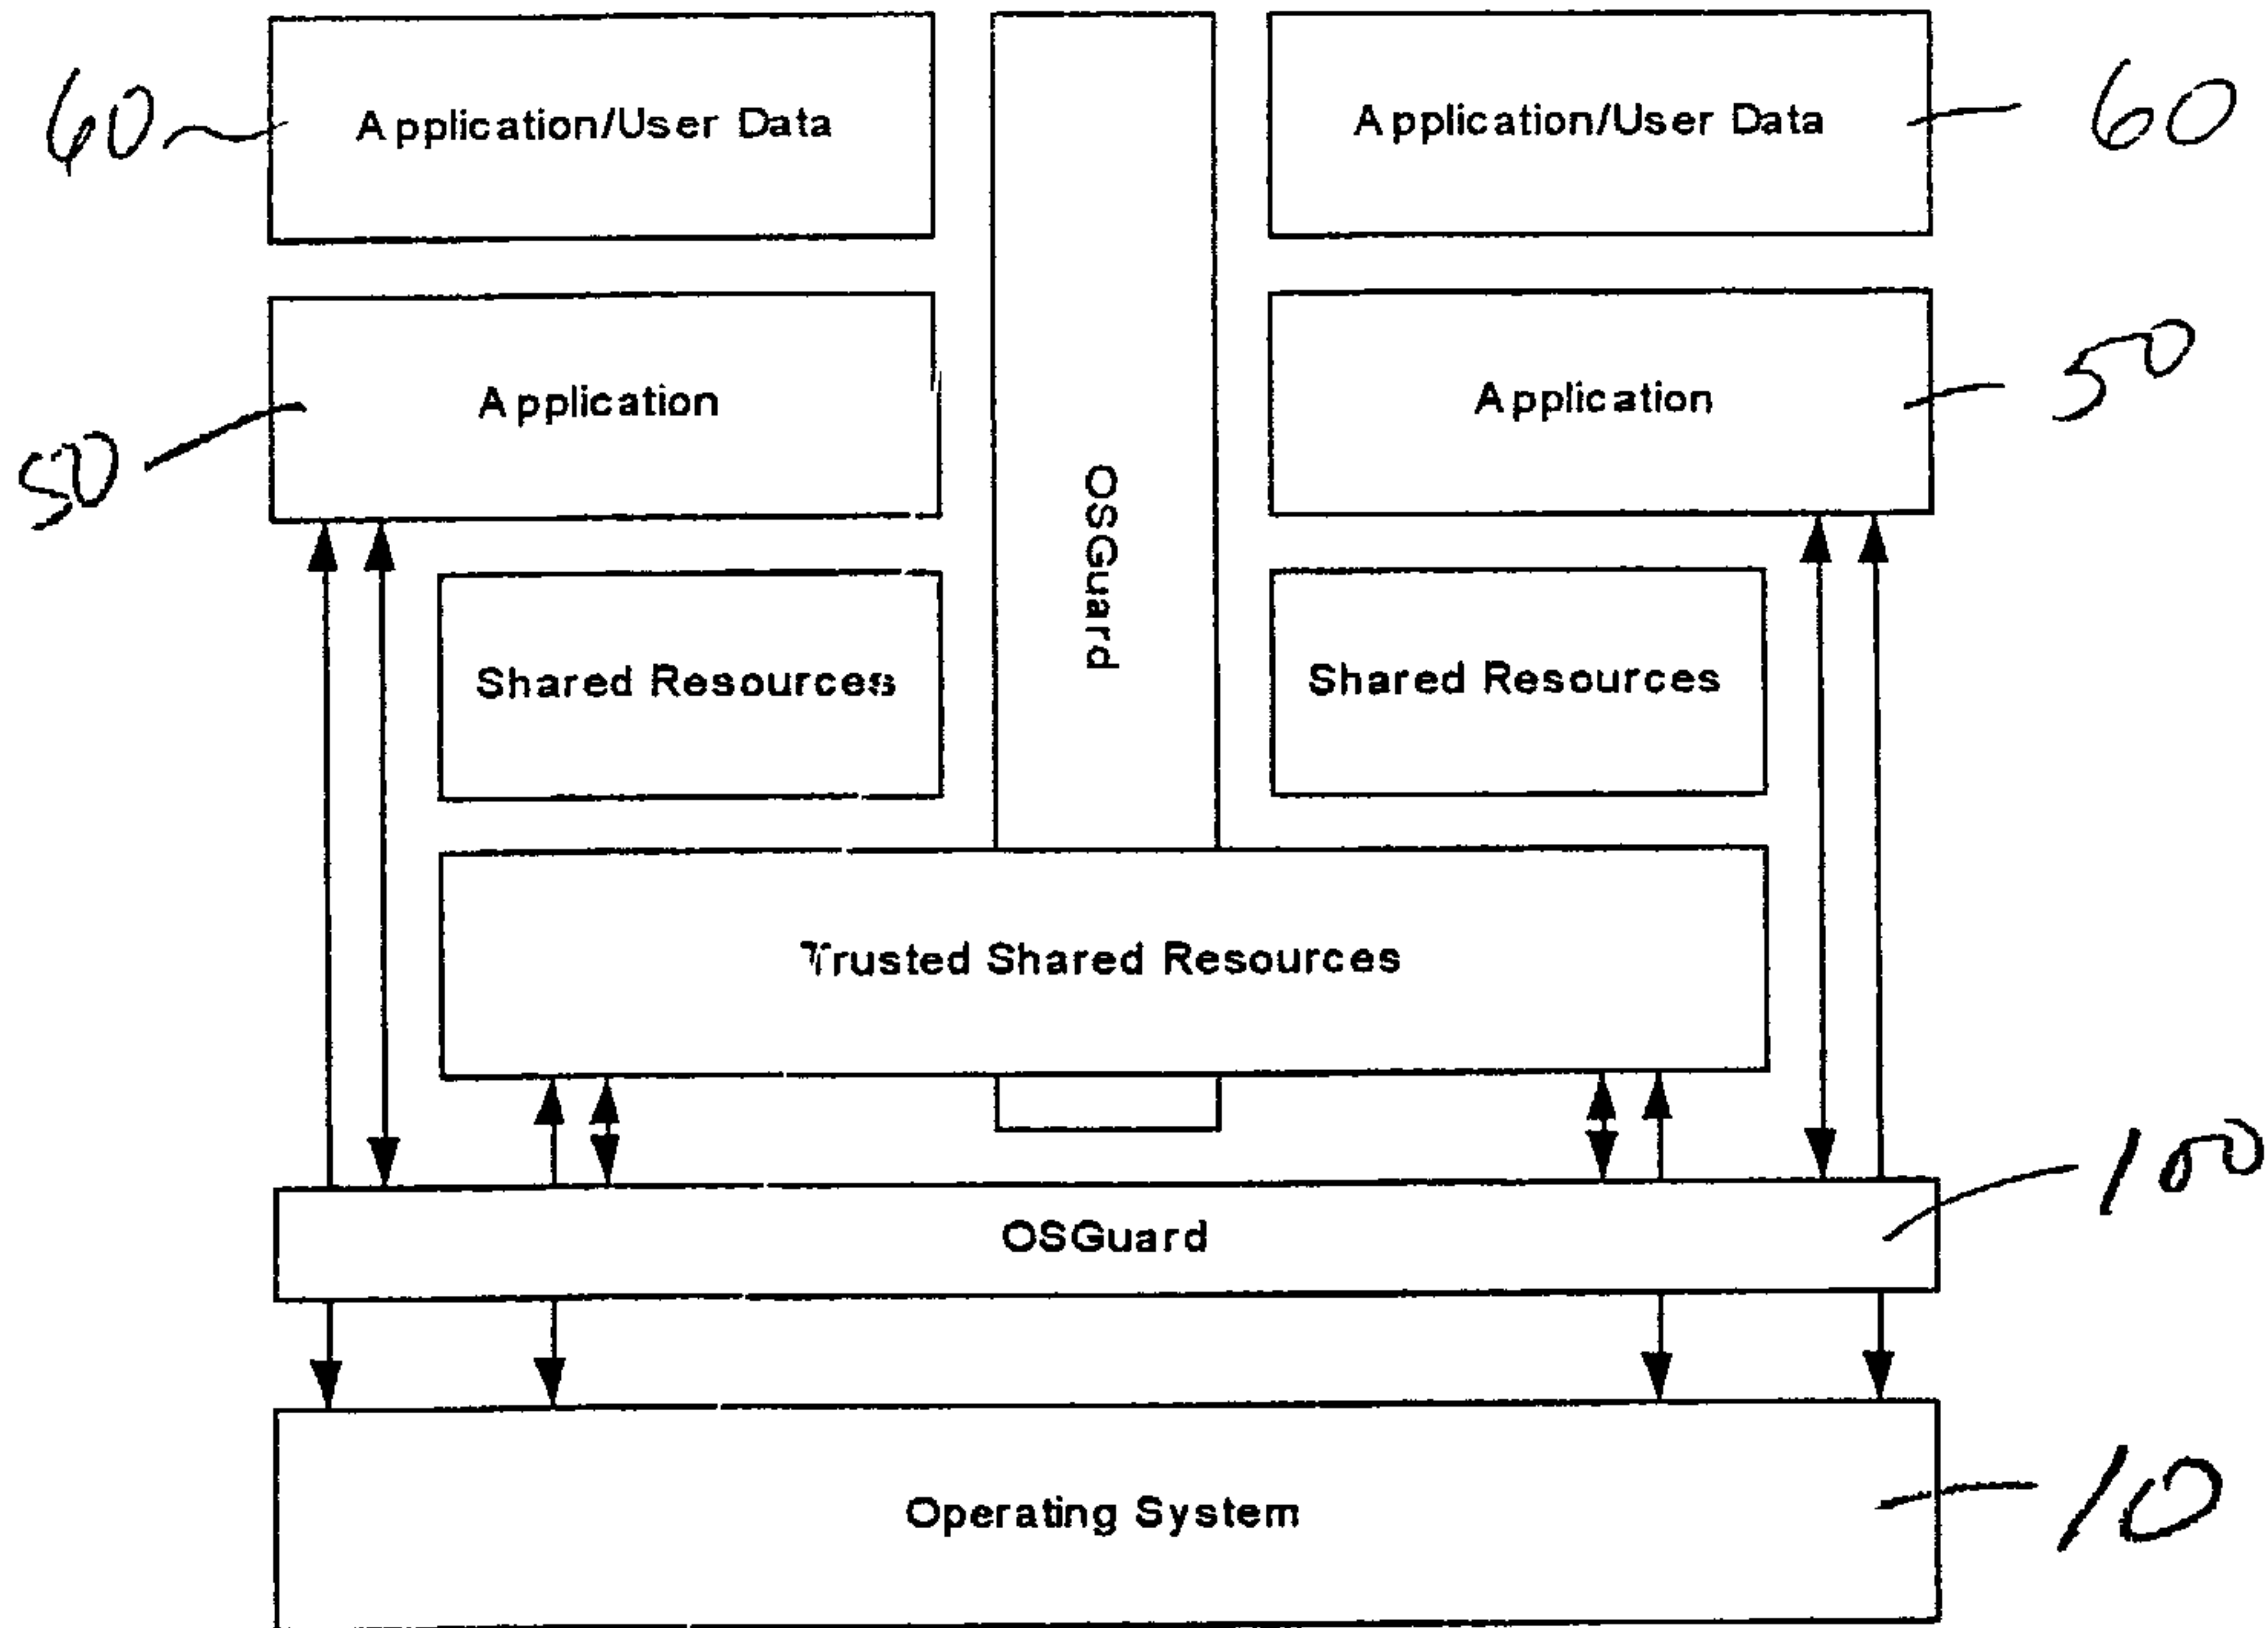 60
Application/User Data
Application/User Data
60
50
Application
Application
50
OSGuard
Shared Resources
Shared Resources
Trusted Shared Resources
OSGuard
100
Operating System
10